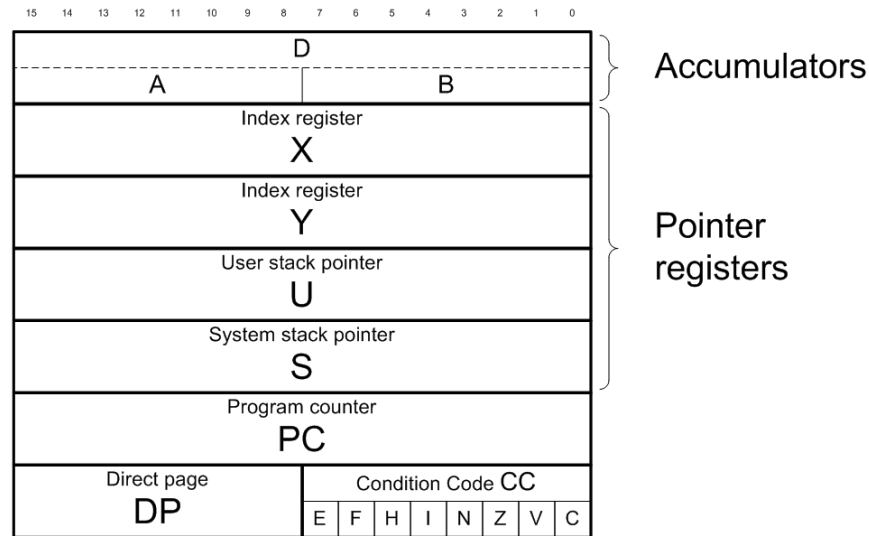 15 14 13 12 11 10 9 8 7 6 5 4 3 2 1 0
D
A B
Accumulators
Index register
X
Index register
Y
Pointer
registers
User stack pointer
U
System stack pointer
S
Program counter
PC
Direct page
DP
Condition Code CC
E F H I N Z V C